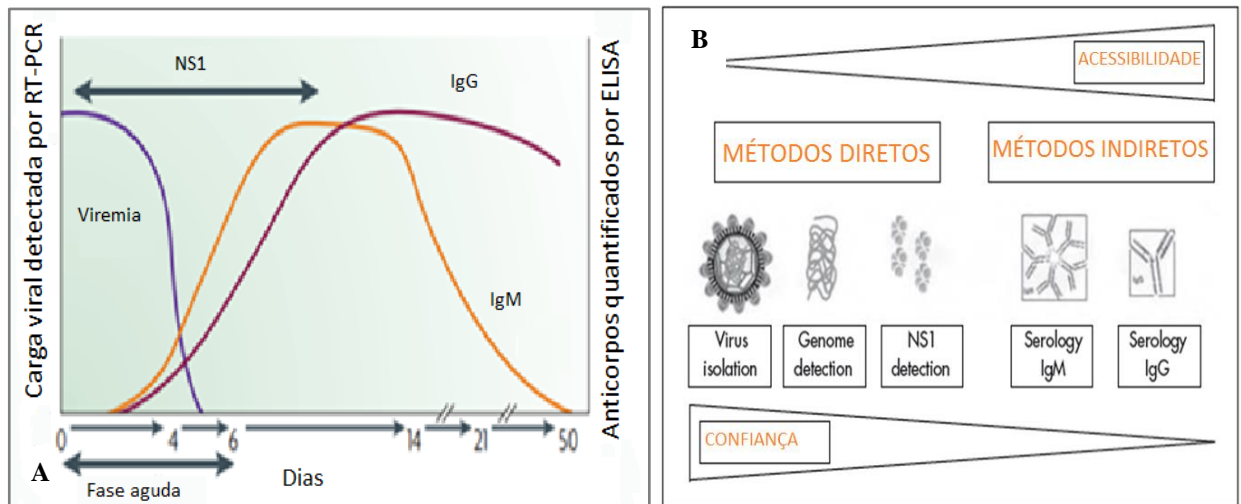 Carga viral detectada por RT-PCR
NS1
IgG
Viremia
IgM
Anticorpos quantificados por ELISA
0 4 6 14 21 50
A
Dias
Fase aguda
B
ACESSIBILIDADE
MÉTODOS DIRETOS
MÉTODOS INDIRETOS
Virus
isolation
Genome
detection
NS1
detection
Serology
IgM
Serology
IgG
CONFIANÇA